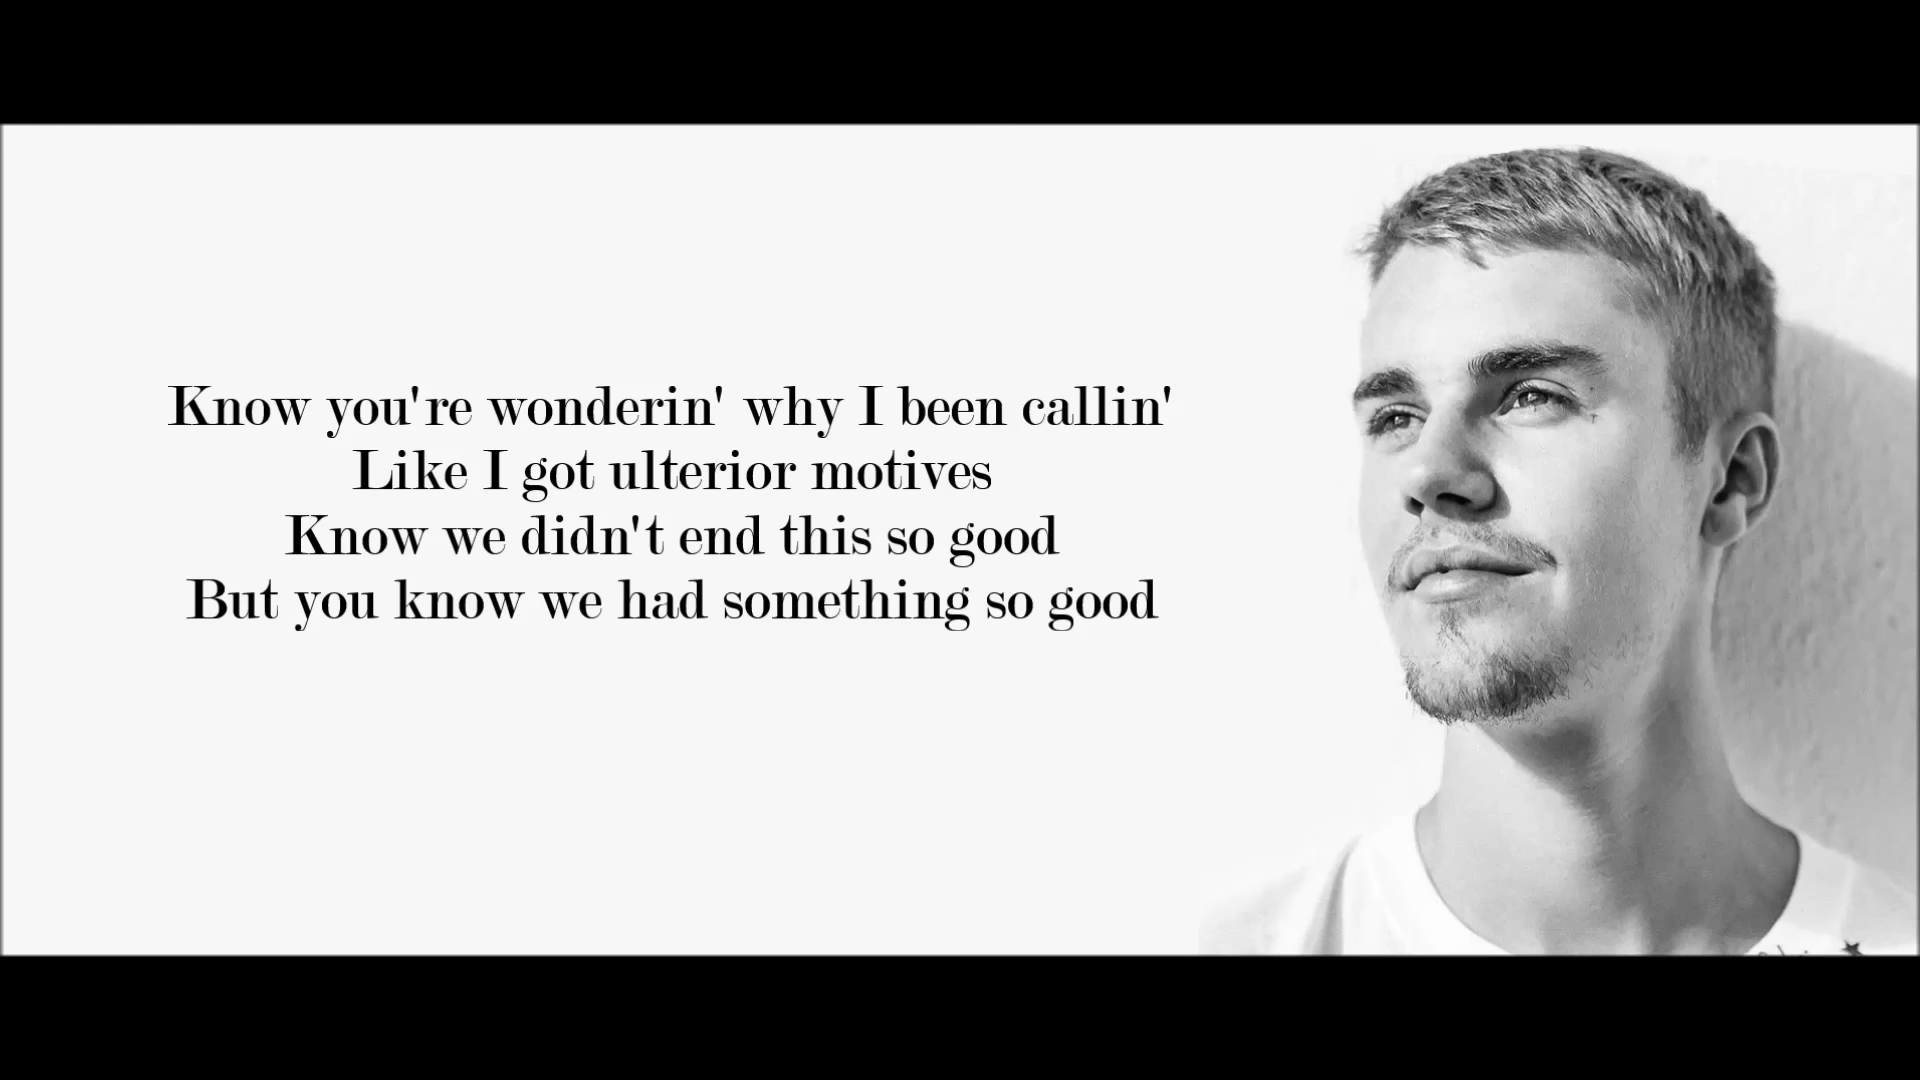 Know you're wonderin' why I been callin'
Like I got ulterior motives
Know we didn't end this so good
But you know we had something so good